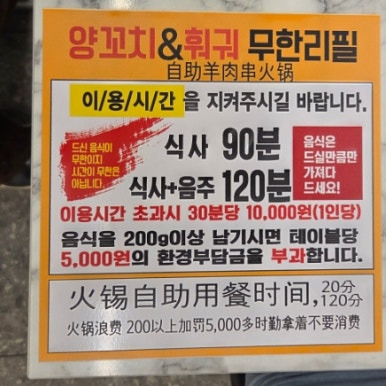 양꼬치&훠궈 무한리필
自助羊肉串火锅
이/용/시/간 을 지켜주시길 바랍니다.
드신 음식이
무한이지
시간이 무한은
아닙니다.
식사 90분
식사+음주 120분
음식은
드실만큼만
가져다
드세요!
이용시간 초과시 30분당 10,000원(1인당)
음식을 200g이상 남기시면 테이블당
5,000원의 환경부담금을 부과합니다.
火锅自助用餐时间,20分
120分
火锅浪费 200以上加罚5,000多时勤拿着不要消费